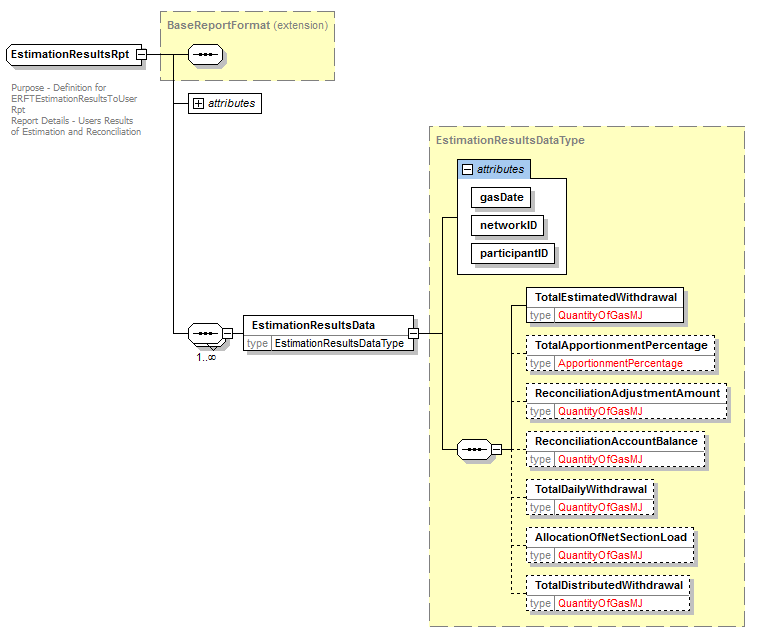 BaseReportFormat (extension)
EstimationResultsRpt
Purpose - Definition for
ERFTEstimationResultsToUser
Rpt
Report Details - Users Results
of Estimation and Reconciliation
attributes
EstimationResultsDataType
attributes
gasDate
networkID
participantID
EstimationResultsData
type EstimationResultsDataType
1..∞
TotalEstimatedWithdrawal
type QuantityOfGasMJ
TotalApportionmentPercentage
type ApportionmentPercentage
ReconciliationAdjustmentAmount
type QuantityOfGasMJ
ReconciliationAccountBalance
type QuantityOfGasMJ
TotalDailyWithdrawal
type QuantityOfGasMJ
AllocationOfNetSectionLoad
type QuantityOfGasMJ
TotalDistributedWithdrawal
type QuantityOfGasMJ